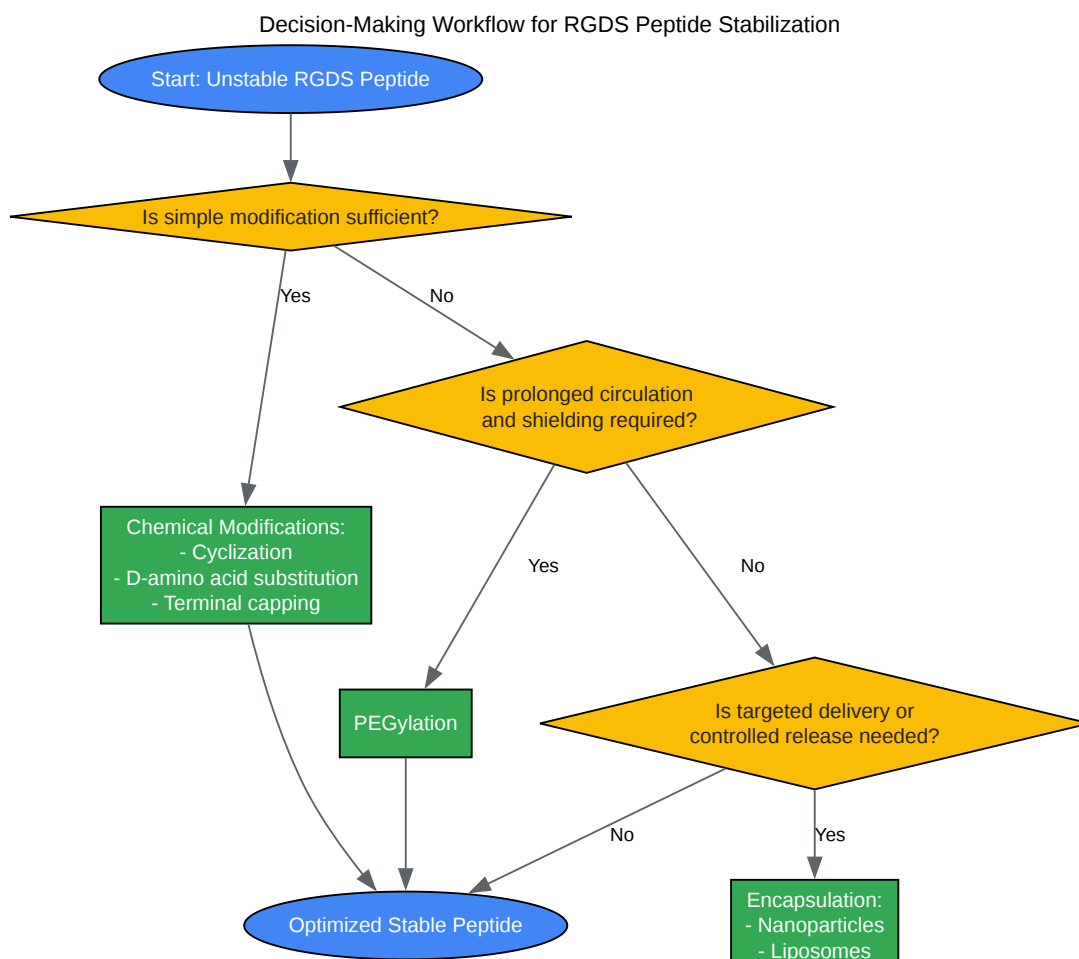 Decision-Making Workflow for RGDS Peptide Stabilization
Start: Unstable RGDS Peptide
Is simple modification sufficient?
Yes
No
Is prolonged circulation
and shielding required?
Chemical Modifications:
- Cyclization
- D-amino acid substitution
- Terminal capping
Yes
No
PEGylation
Is targeted delivery or
controlled release needed?
No
Yes
Optimized Stable Peptide
Encapsulation:
- Nanoparticles
- Liposomes